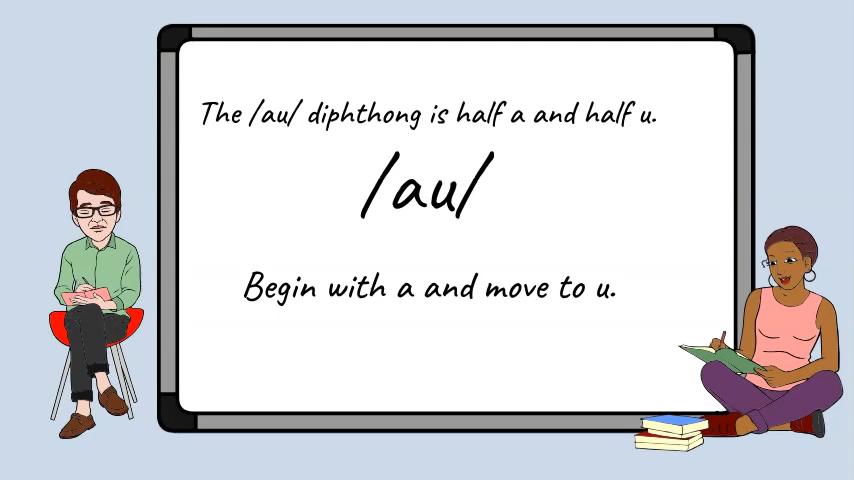 The /au/ diphthong is half a and half u.
/au/
Begin with a and move to u.